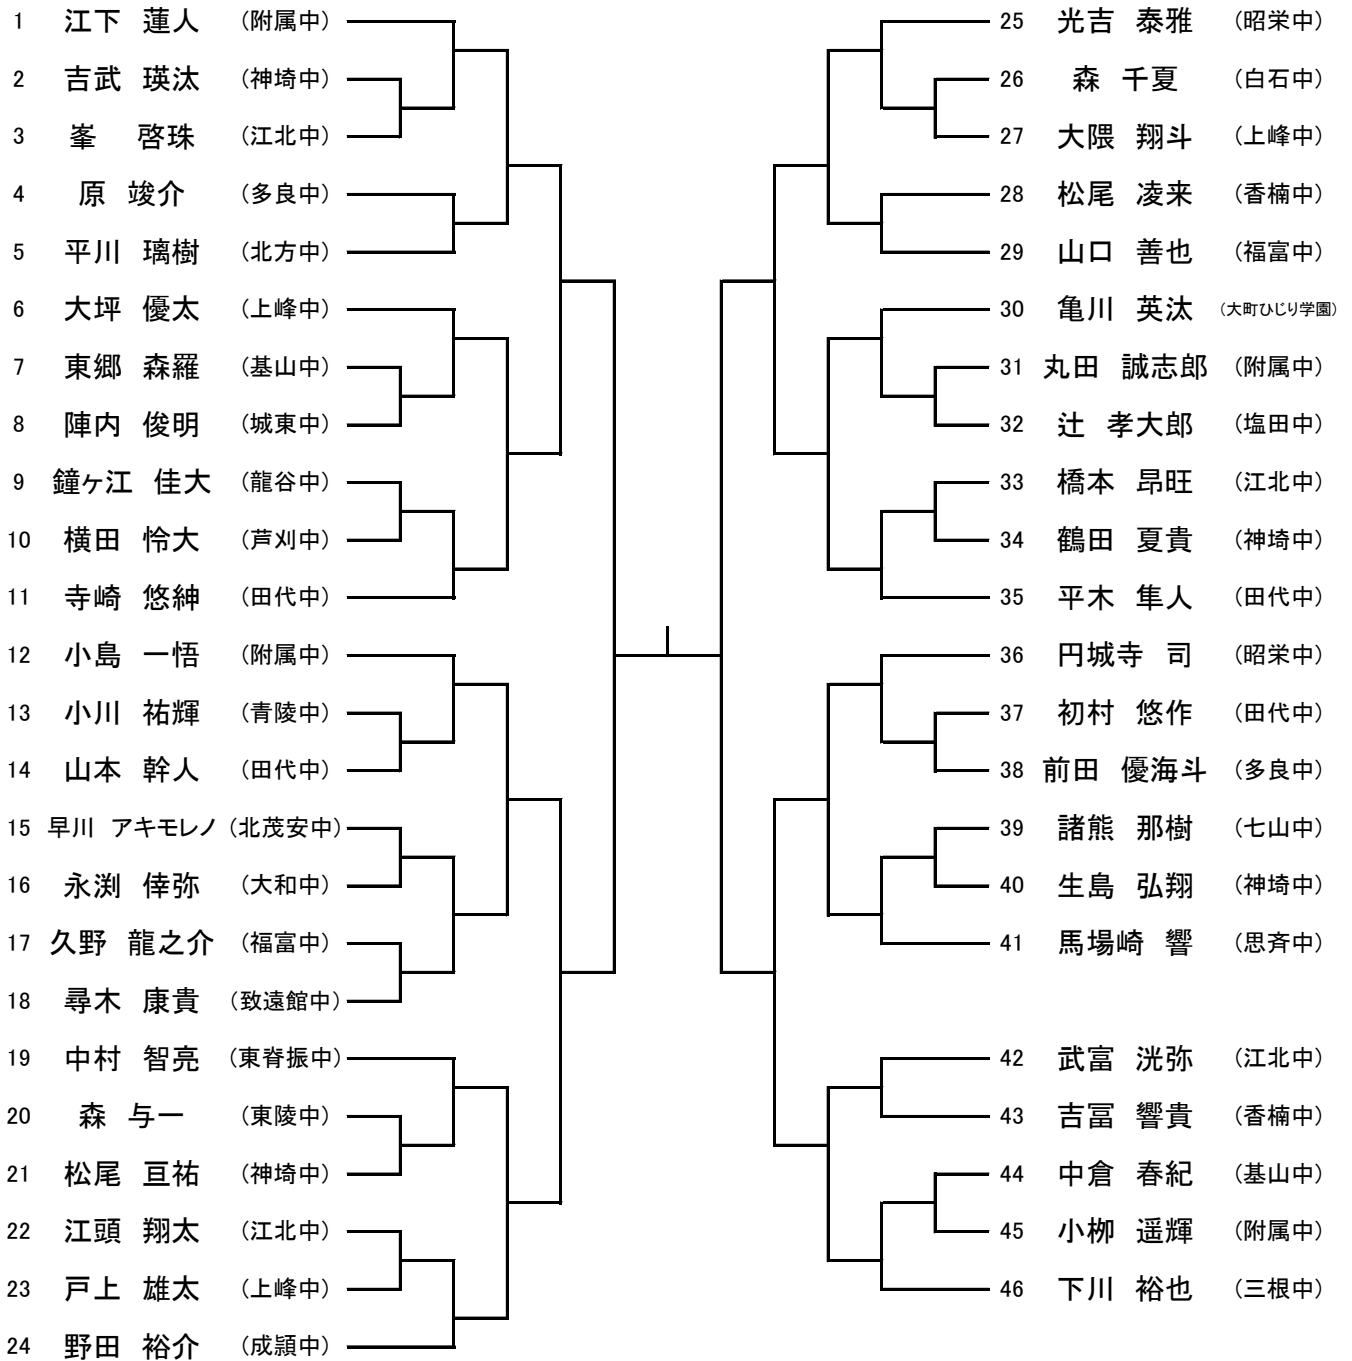 1 江下 蓮人 (附属中)
2 吉武 瑛汰 (神埼中)
3 峯 啓珠 (江北中)
4 原 竣介 (多良中)
5 平川 璃樹 (北方中)
6 大坪 優太 (上峰中)
7 東郷 森羅 (基山中)
8 陣内 俊明 (城東中)
9 鐘ヶ江 佳大 (龍谷中)
10 横田 怜大 (芦刈中)
11 寺崎 悠紳 (田代中)
12 小島 一悟 (附属中)
13 小川 祐輝 (青陵中)
14 山本 幹人 (田代中)
15 早川 アキモレノ (北茂安中)
16 永渕 倖弥 (大和中)
17 久野 龍之介 (福富中)
18 尋木 康貴 (致遠館中)
19 中村 智亮 (東脊振中)
20 森 与一 (東陵中)
21 松尾 亘祐 (神埼中)
22 江頭 翔太 (江北中)
23 戸上 雄太 (上峰中)
24 野田 裕介 (成頴中)
25 光吉 泰雅 (昭栄中)
26 森 千夏 (白石中)
27 大隈 翔斗 (上峰中)
28 松尾 凌来 (香楠中)
29 山口 善也 (福富中)
30 亀川 英汰 (大町ひじり学園)
31 丸田 誠志郎 (附属中)
32 辻 孝大郎 (塩田中)
33 橋本 昂旺 (江北中)
34 鶴田 夏貴 (神埼中)
35 平木 隼人 (田代中)
36 円城寺 司 (昭栄中)
37 初村 悠作 (田代中)
38 前田 優海斗 (多良中)
39 諸熊 那樹 (七山中)
40 生島 弘翔 (神埼中)
41 馬場崎 響 (思斉中)
42 武富 洸弥 (江北中)
43 吉冨 響貴 (香楠中)
44 中倉 春紀 (基山中)
45 小栁 遥輝 (附属中)
46 下川 裕也 (三根中)